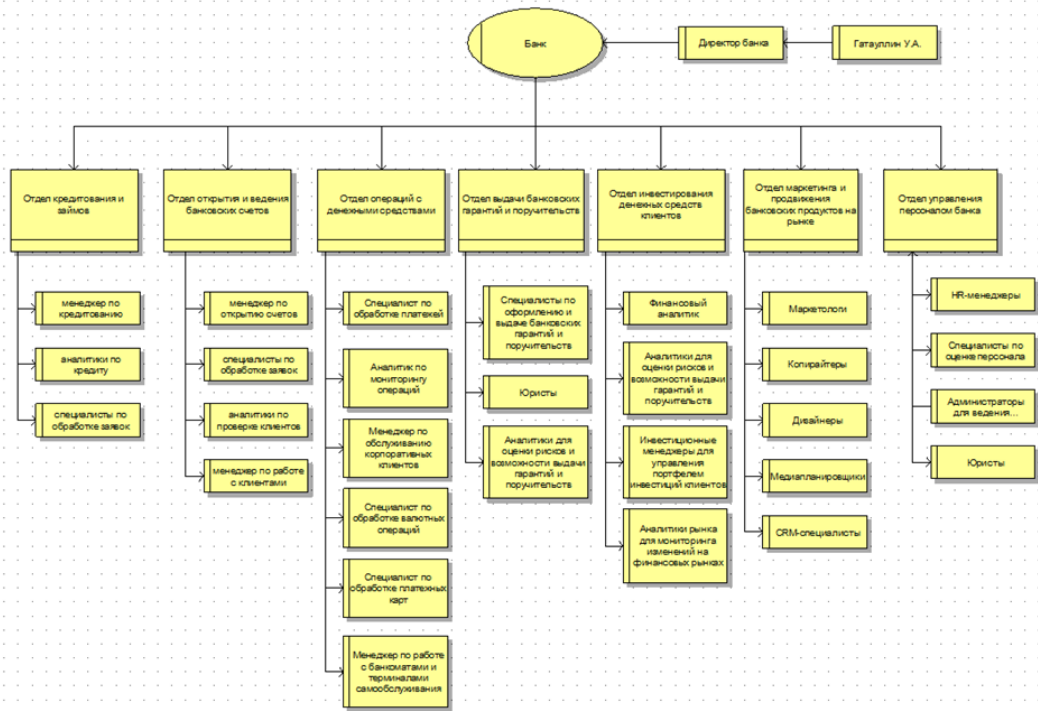 Банк
Директор банка
Гатауллин У.А.
Отдел кредитования и
займов
Отдел открытия и ведения
банковских счетов
Отдел операций с
денежными средствами
Отдел выдачи банковских
гарантий и поручительств
Отдел инвестирования
денежных средств
клиентов
Отдел маркетинга и
продвижения
банковских продуктов на
рынке
Отдел управления
персоналом банка
менеджер по
кредитованию
аналитики по
кредиту
специалисты по
обработке заявок
менеджер по
открытию счетов
специалисты по
обработке заявок
аналитики по
проверке клиентов
менеджер по работе
с клиентами
Специалист по
обработке платежей
Аналитик по
мониторингу
операций
Менеджер по
обслуживанию
корпоративных
клиентов
Специалист по
обработке валютных
операций
Специалист по
обработке платежных
карт
Менеджер по работе
с банкоматами и
терминалами
самообслуживания
Специалисты по
оформлению и
выдаче банковских
гарантий и
поручительств
Юристы
Аналитики для
оценки рисков и
возможности выдачи
гарантий и
поручительств
Финансовый
аналитик
Аналитики для
оценки рисков и
возможности выдачи
гарантий и
поручительств
Инвестиционные
менеджеры для
управления
портфелем
инвестиций клиентов
Аналитики рынка
для мониторинга
изменений на
финансовых рынках
Маркетологи
Копирайтеры
Дизайнеры
Медиапланировщики
CRM-специалисты
HR-менеджеры
Специалисты по
оценке персонала
Администраторы
для ведения...
Юристы